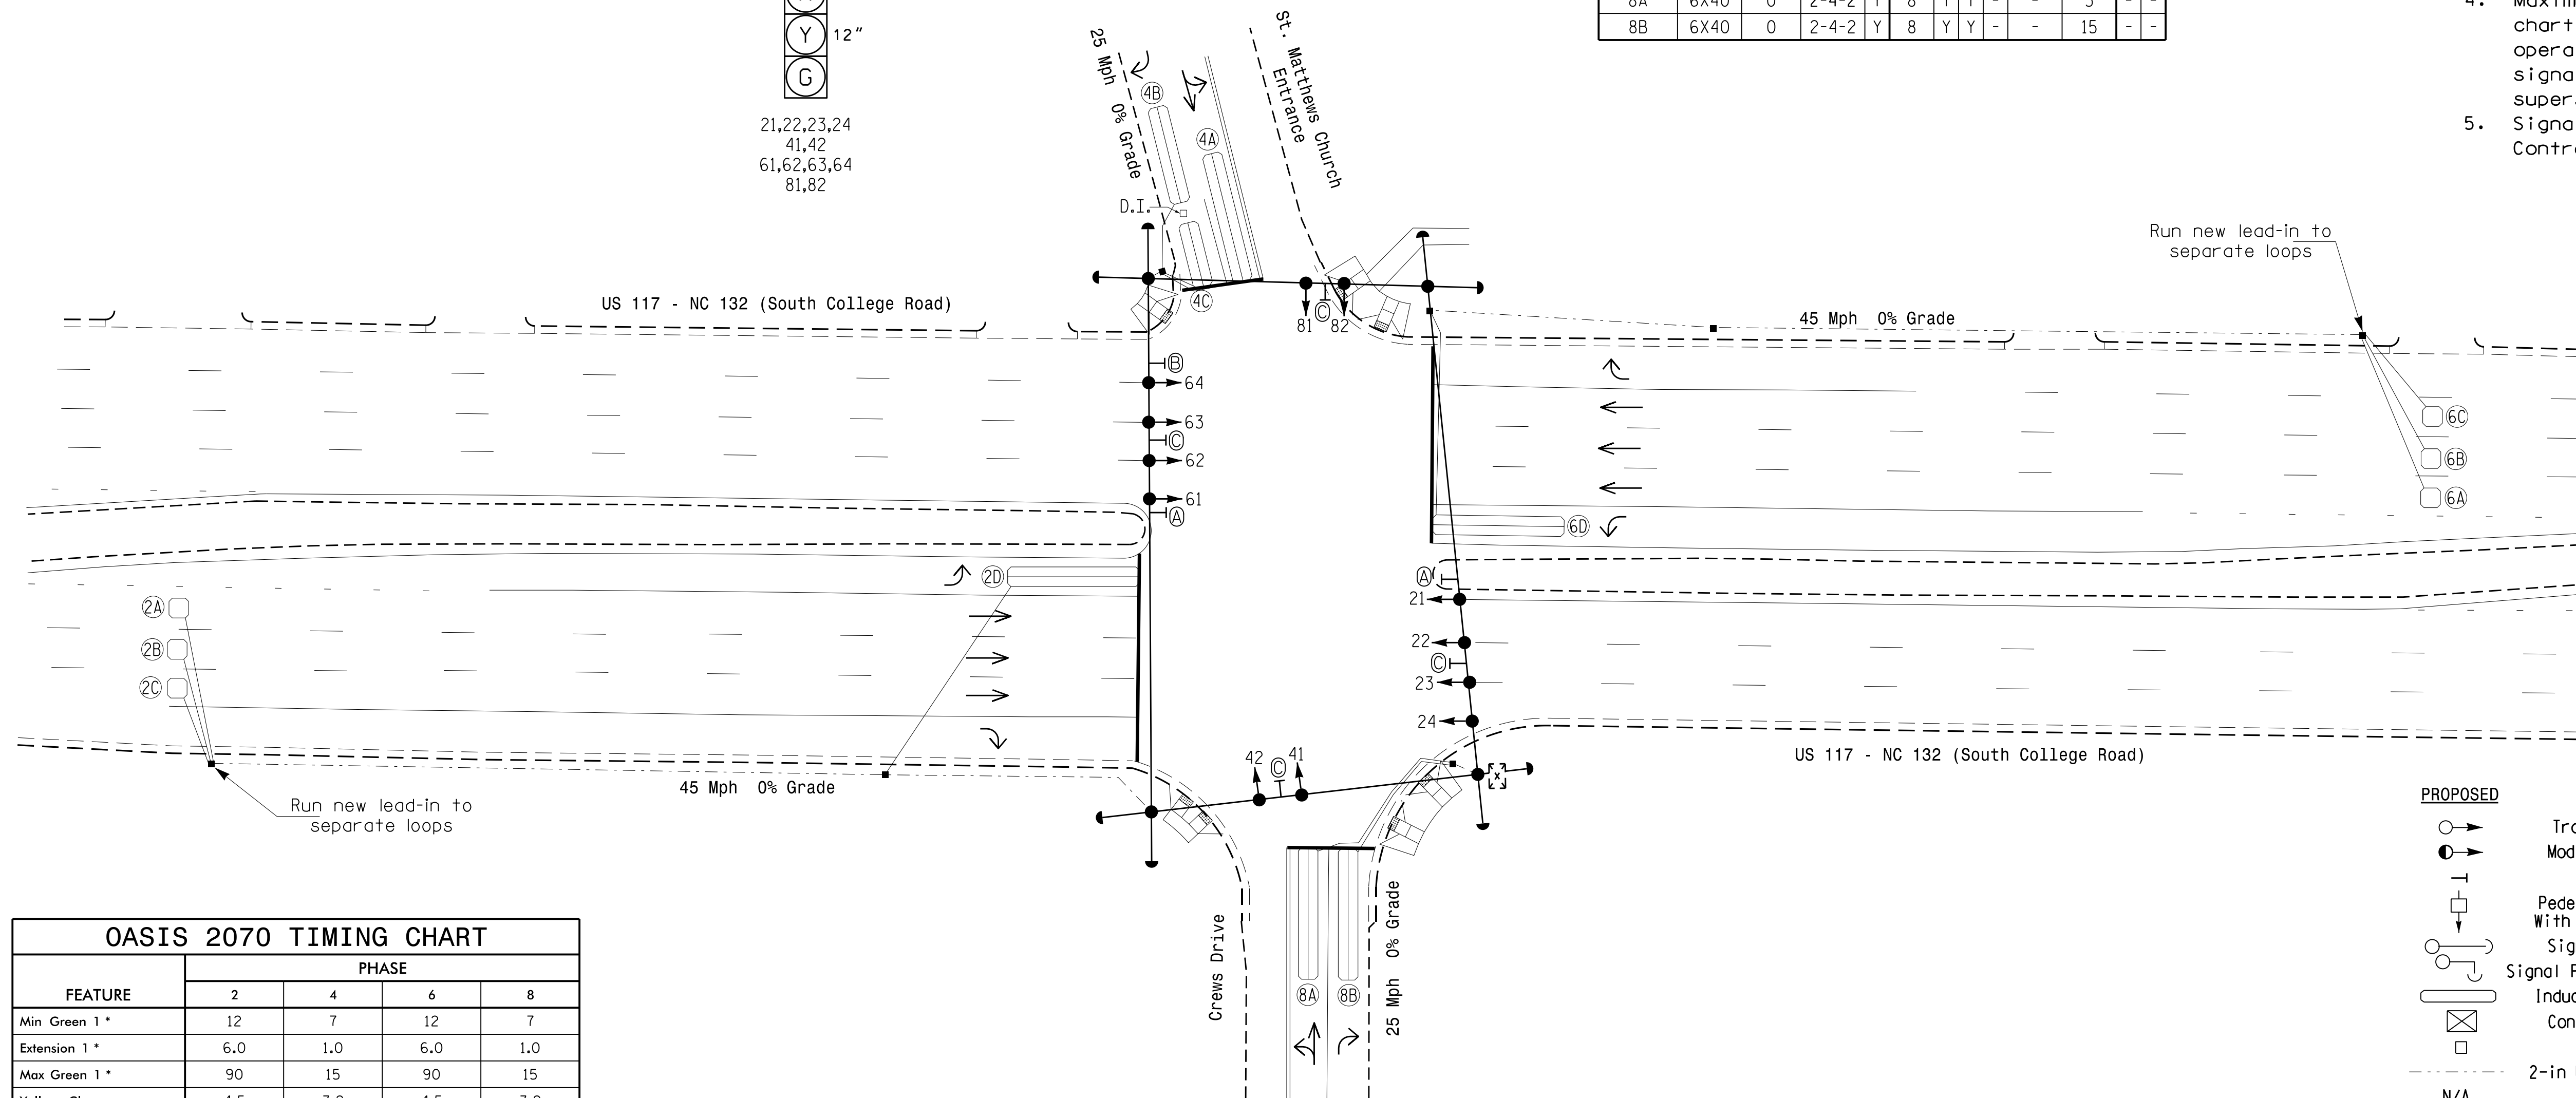 Y 12"
G
21,22,23,24
41,42
61,62,63,64
81,82
8B 6X40 0 2-4-2 Y 8 Y Y - - 15 - -
chart
5.
25 Mph 0% Grade
St. Matthews Church
Entrance
4B
4A
D.I.
4C
81 C 82
US 117 - NC 132 (South College Road)
45 Mph 0% Grade
Run new lead-in to
separate loops
B
64
63
C
62
61
A
6C
6B
6A
6D
2D
2A
2B
2C
A
21
22
C
23
24
42 C 41
US 117 - NC 132 (South College Road)
45 Mph 0% Grade
Run new lead-in to
separate loops
Crews Drive
8A 8B
25 Mph 0% Grade
OASIS 2070 TIMING CHART
FEATURE PHASE
2 4 6 8
Min Green 1 * 12 7 12 7
Extension 1 * 6.0 1.0 6.0 1.0
Max Green 1 * 90 15 90 15
PROPOSED
With
2-in
N/A